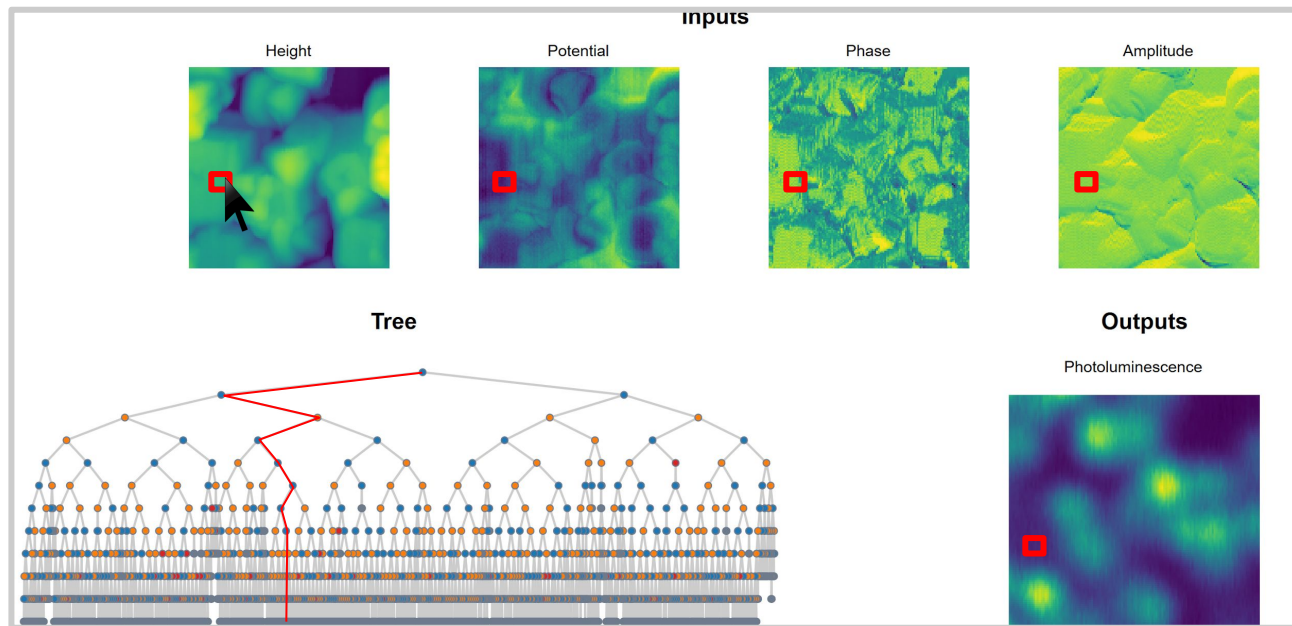 Inputs
Height
Potential
Phase
Amplitude
Tree
Outputs
Photoluminescence